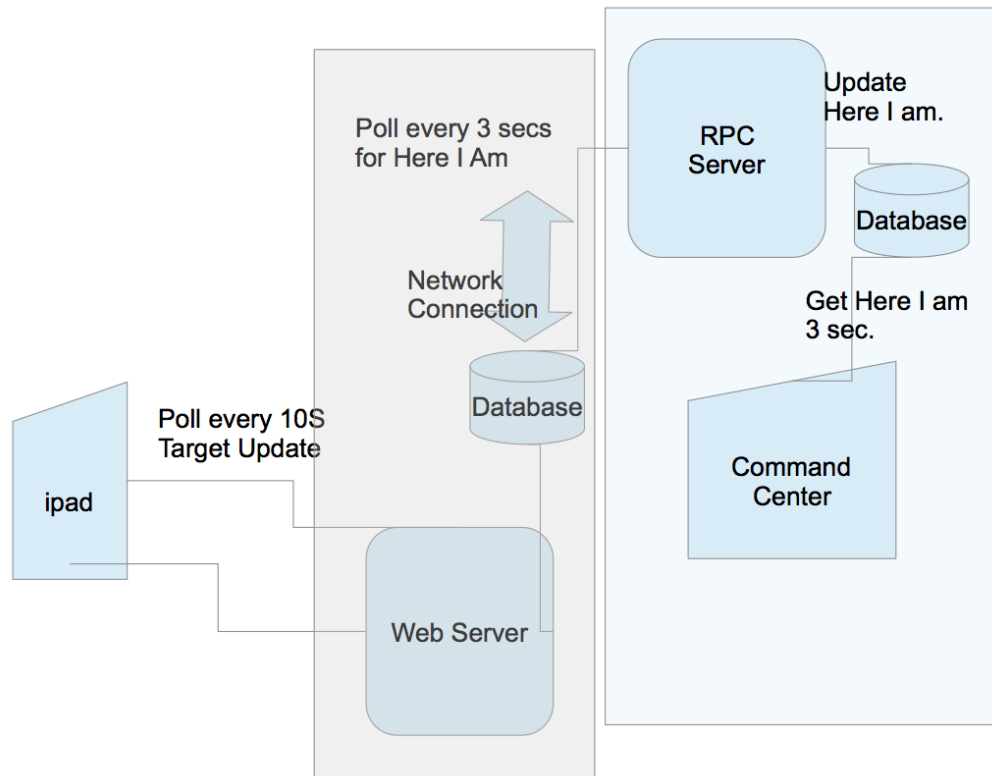 Poll every 3 secs
for Here I Am
RPC
Server
Update
Here I am.
Database
Network
Connection
Get Here I am
3 sec.
Database
Poll every 10S
Target Update
ipad
Command
Center
Web Server